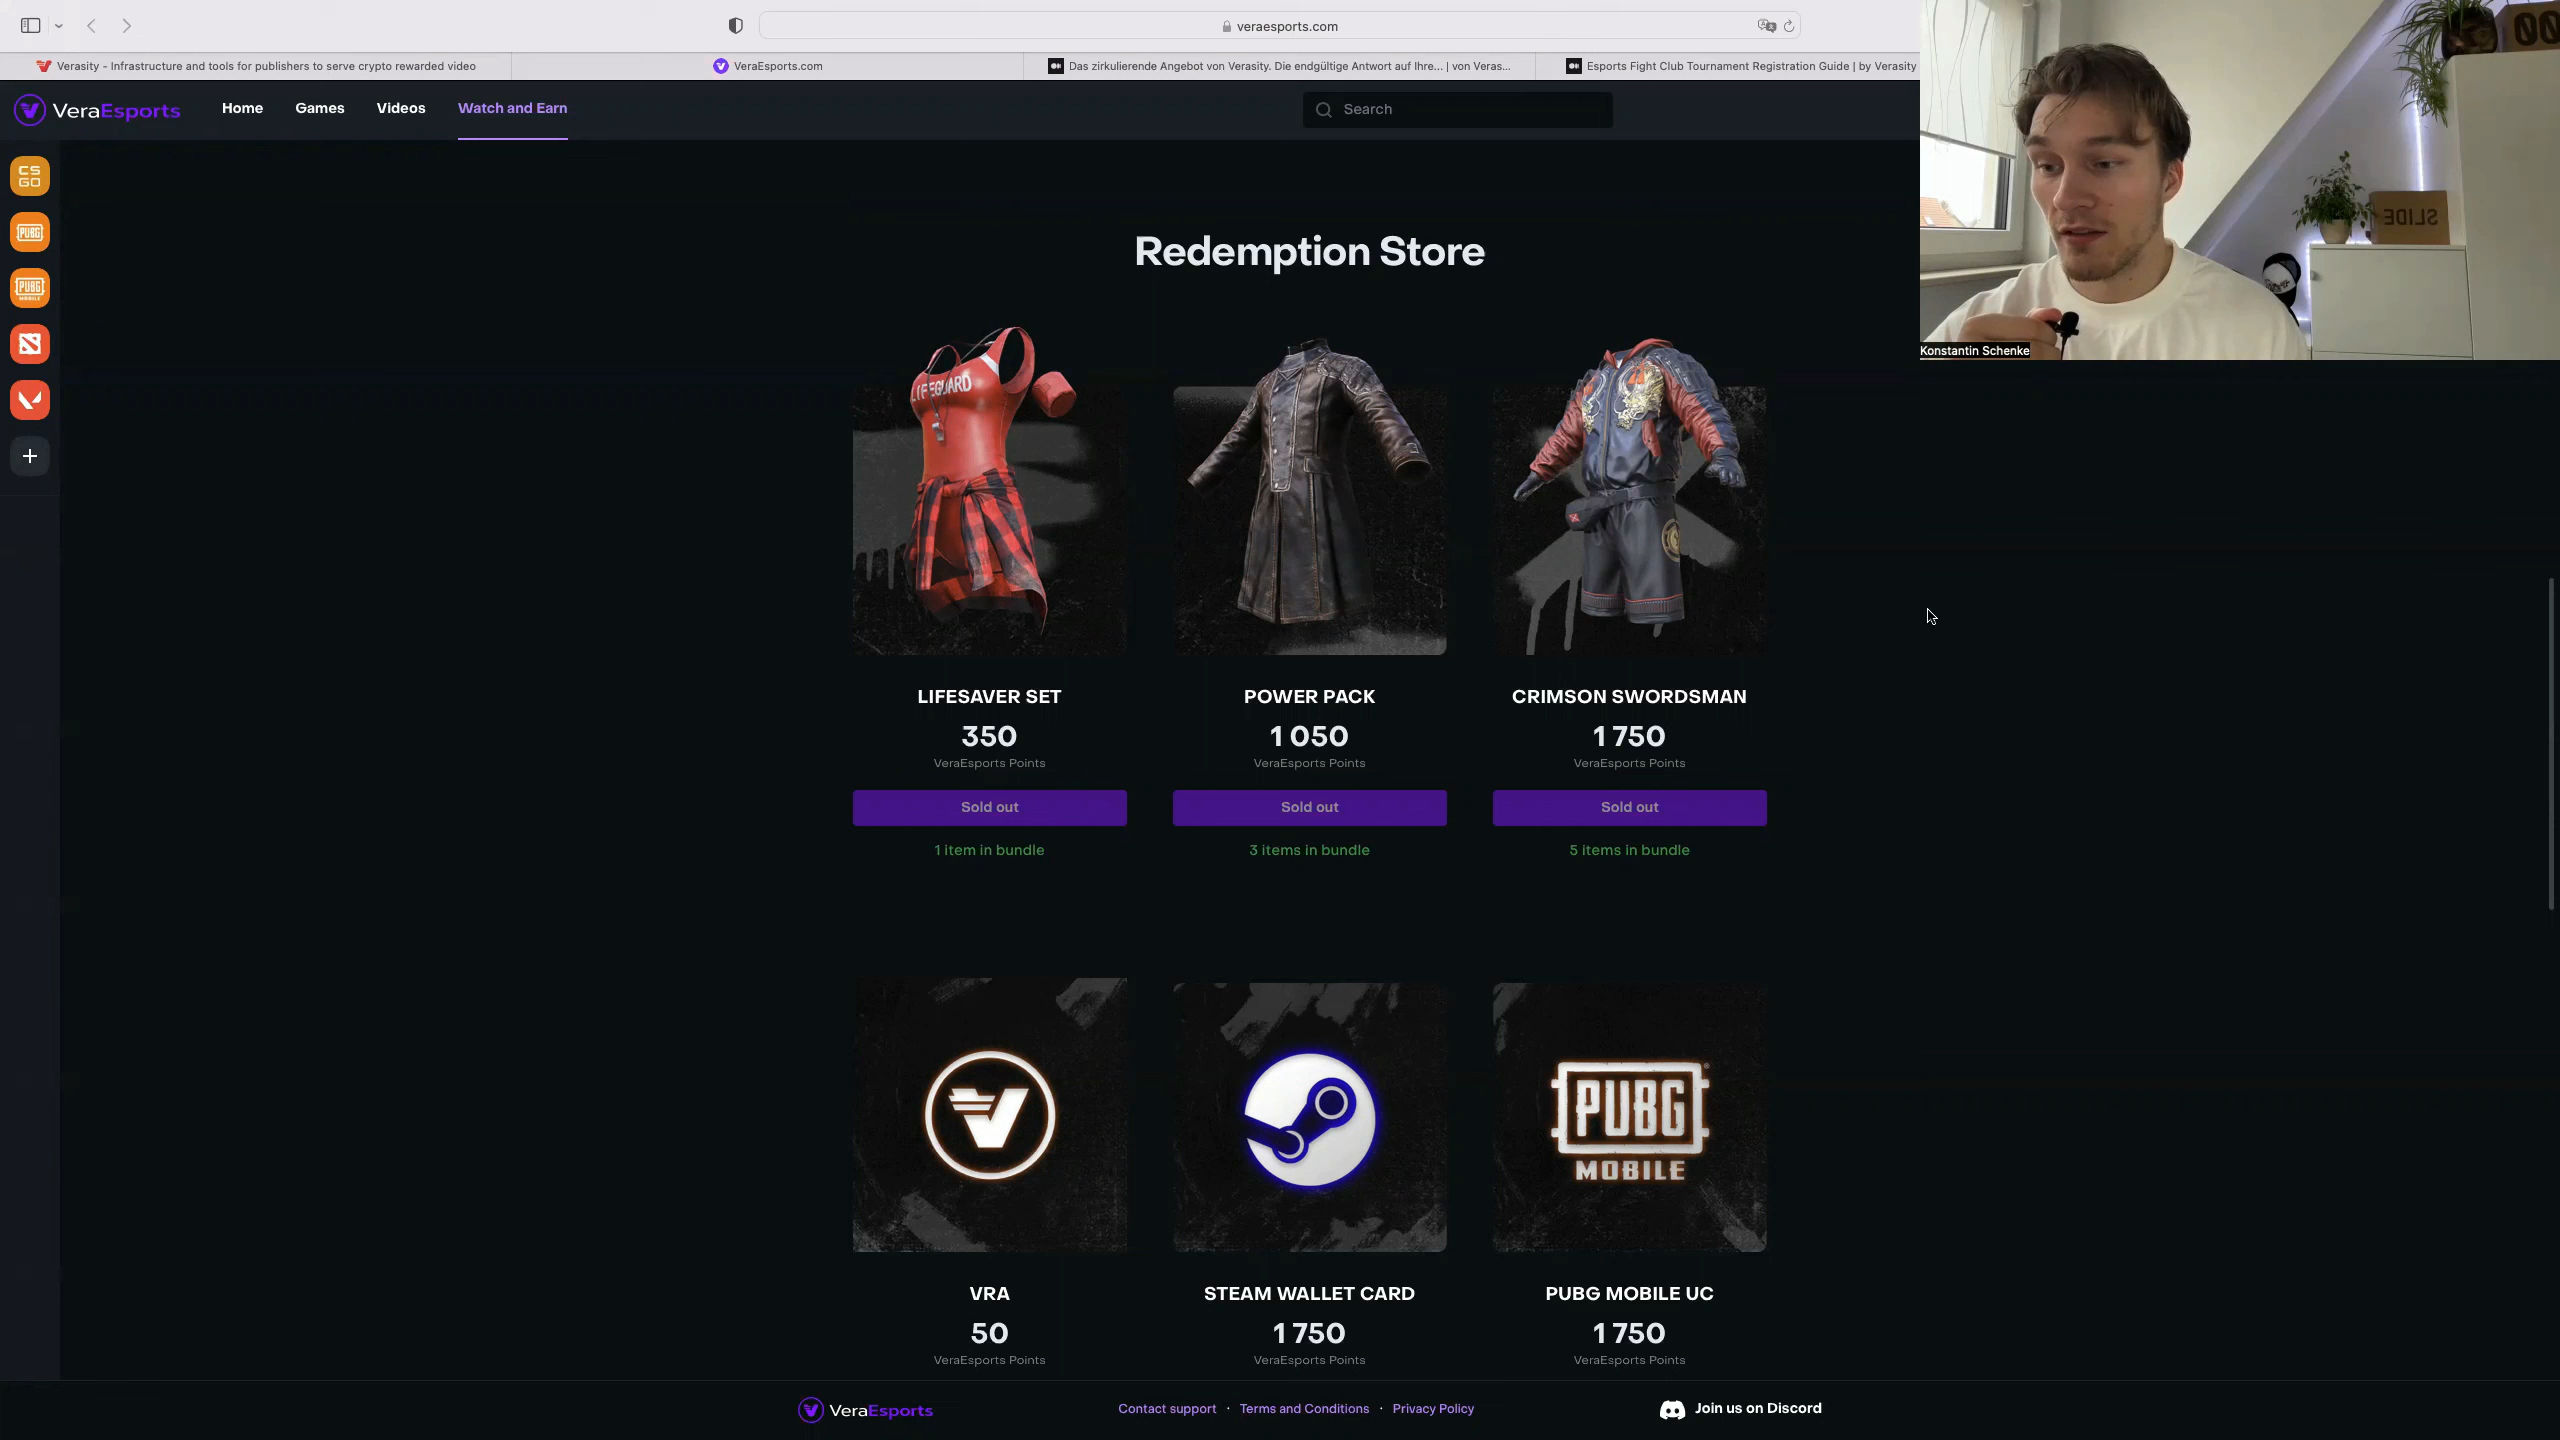 veraesports.com
Verasity - Infrastructure and tools for publishers to serve crypto rewarded video
VeraEsports.com
Das zirkulierende Angebot von Verasity. Die endgültige Antwort auf Ihre... | von Veras...
Esports Fight Club Tournament Registration Guide | by Verasity
VeraEsports
Home
Games
Videos
Watch and Earn
Search
CS
GO
PUBG
PUBG
MOBILE
SLIDE
00
Konstantin Schenke
Redemption Store
LIFEGUARD
LIFESAVER SET
350
VeraEsports Points
Sold out
1 item in bundle
POWER PACK
1 050
VeraEsports Points
Sold out
3 items in bundle
CRIMSON SWORDSMAN
1 750
VeraEsports Points
Sold out
5 items in bundle
VRA
50
VeraEsports Points
STEAM WALLET CARD
1 750
VeraEsports Points
PUBG
MOBILE
PUBG MOBILE UC
1 750
VeraEsports Points
VeraEsports
Contact support · Terms and Conditions · Privacy Policy
Join us on Discord